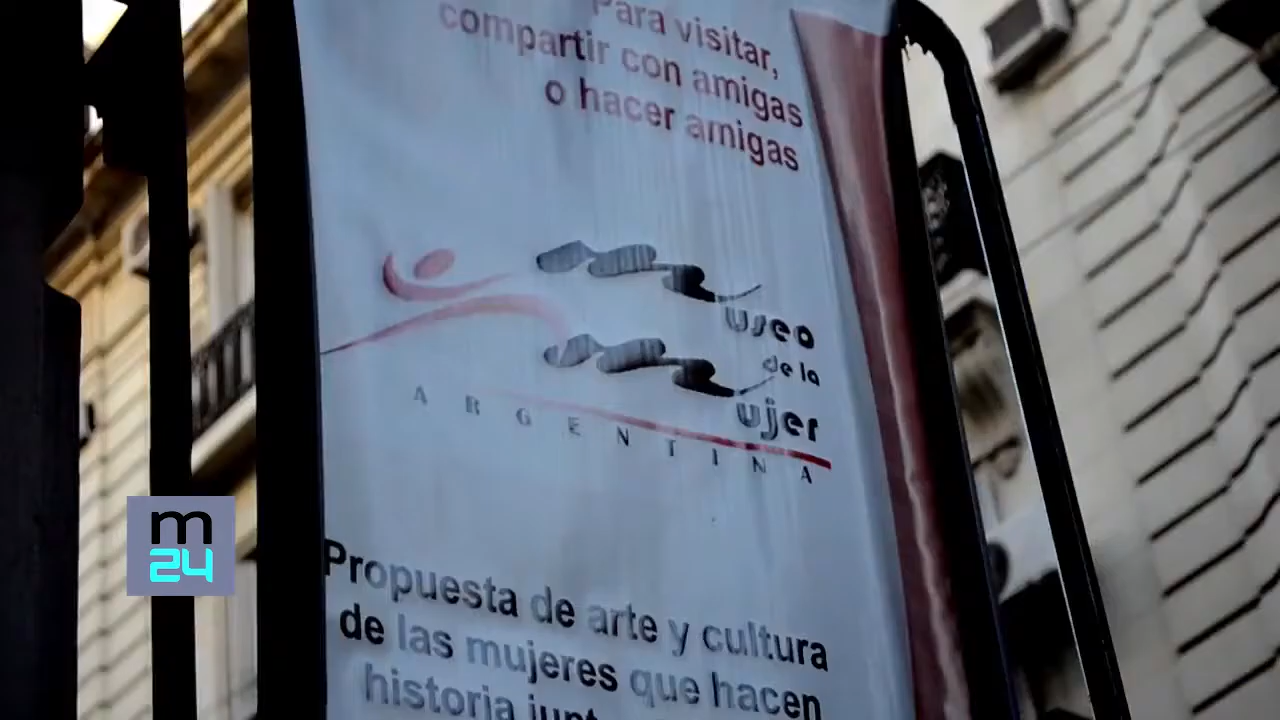 Para visitar,
compartir con amigas
o hacer amigas
useo
de la
ujer
ARGENTINA
m
24
Propuesta de arte y cultura
de las mujeres que hacen
historia